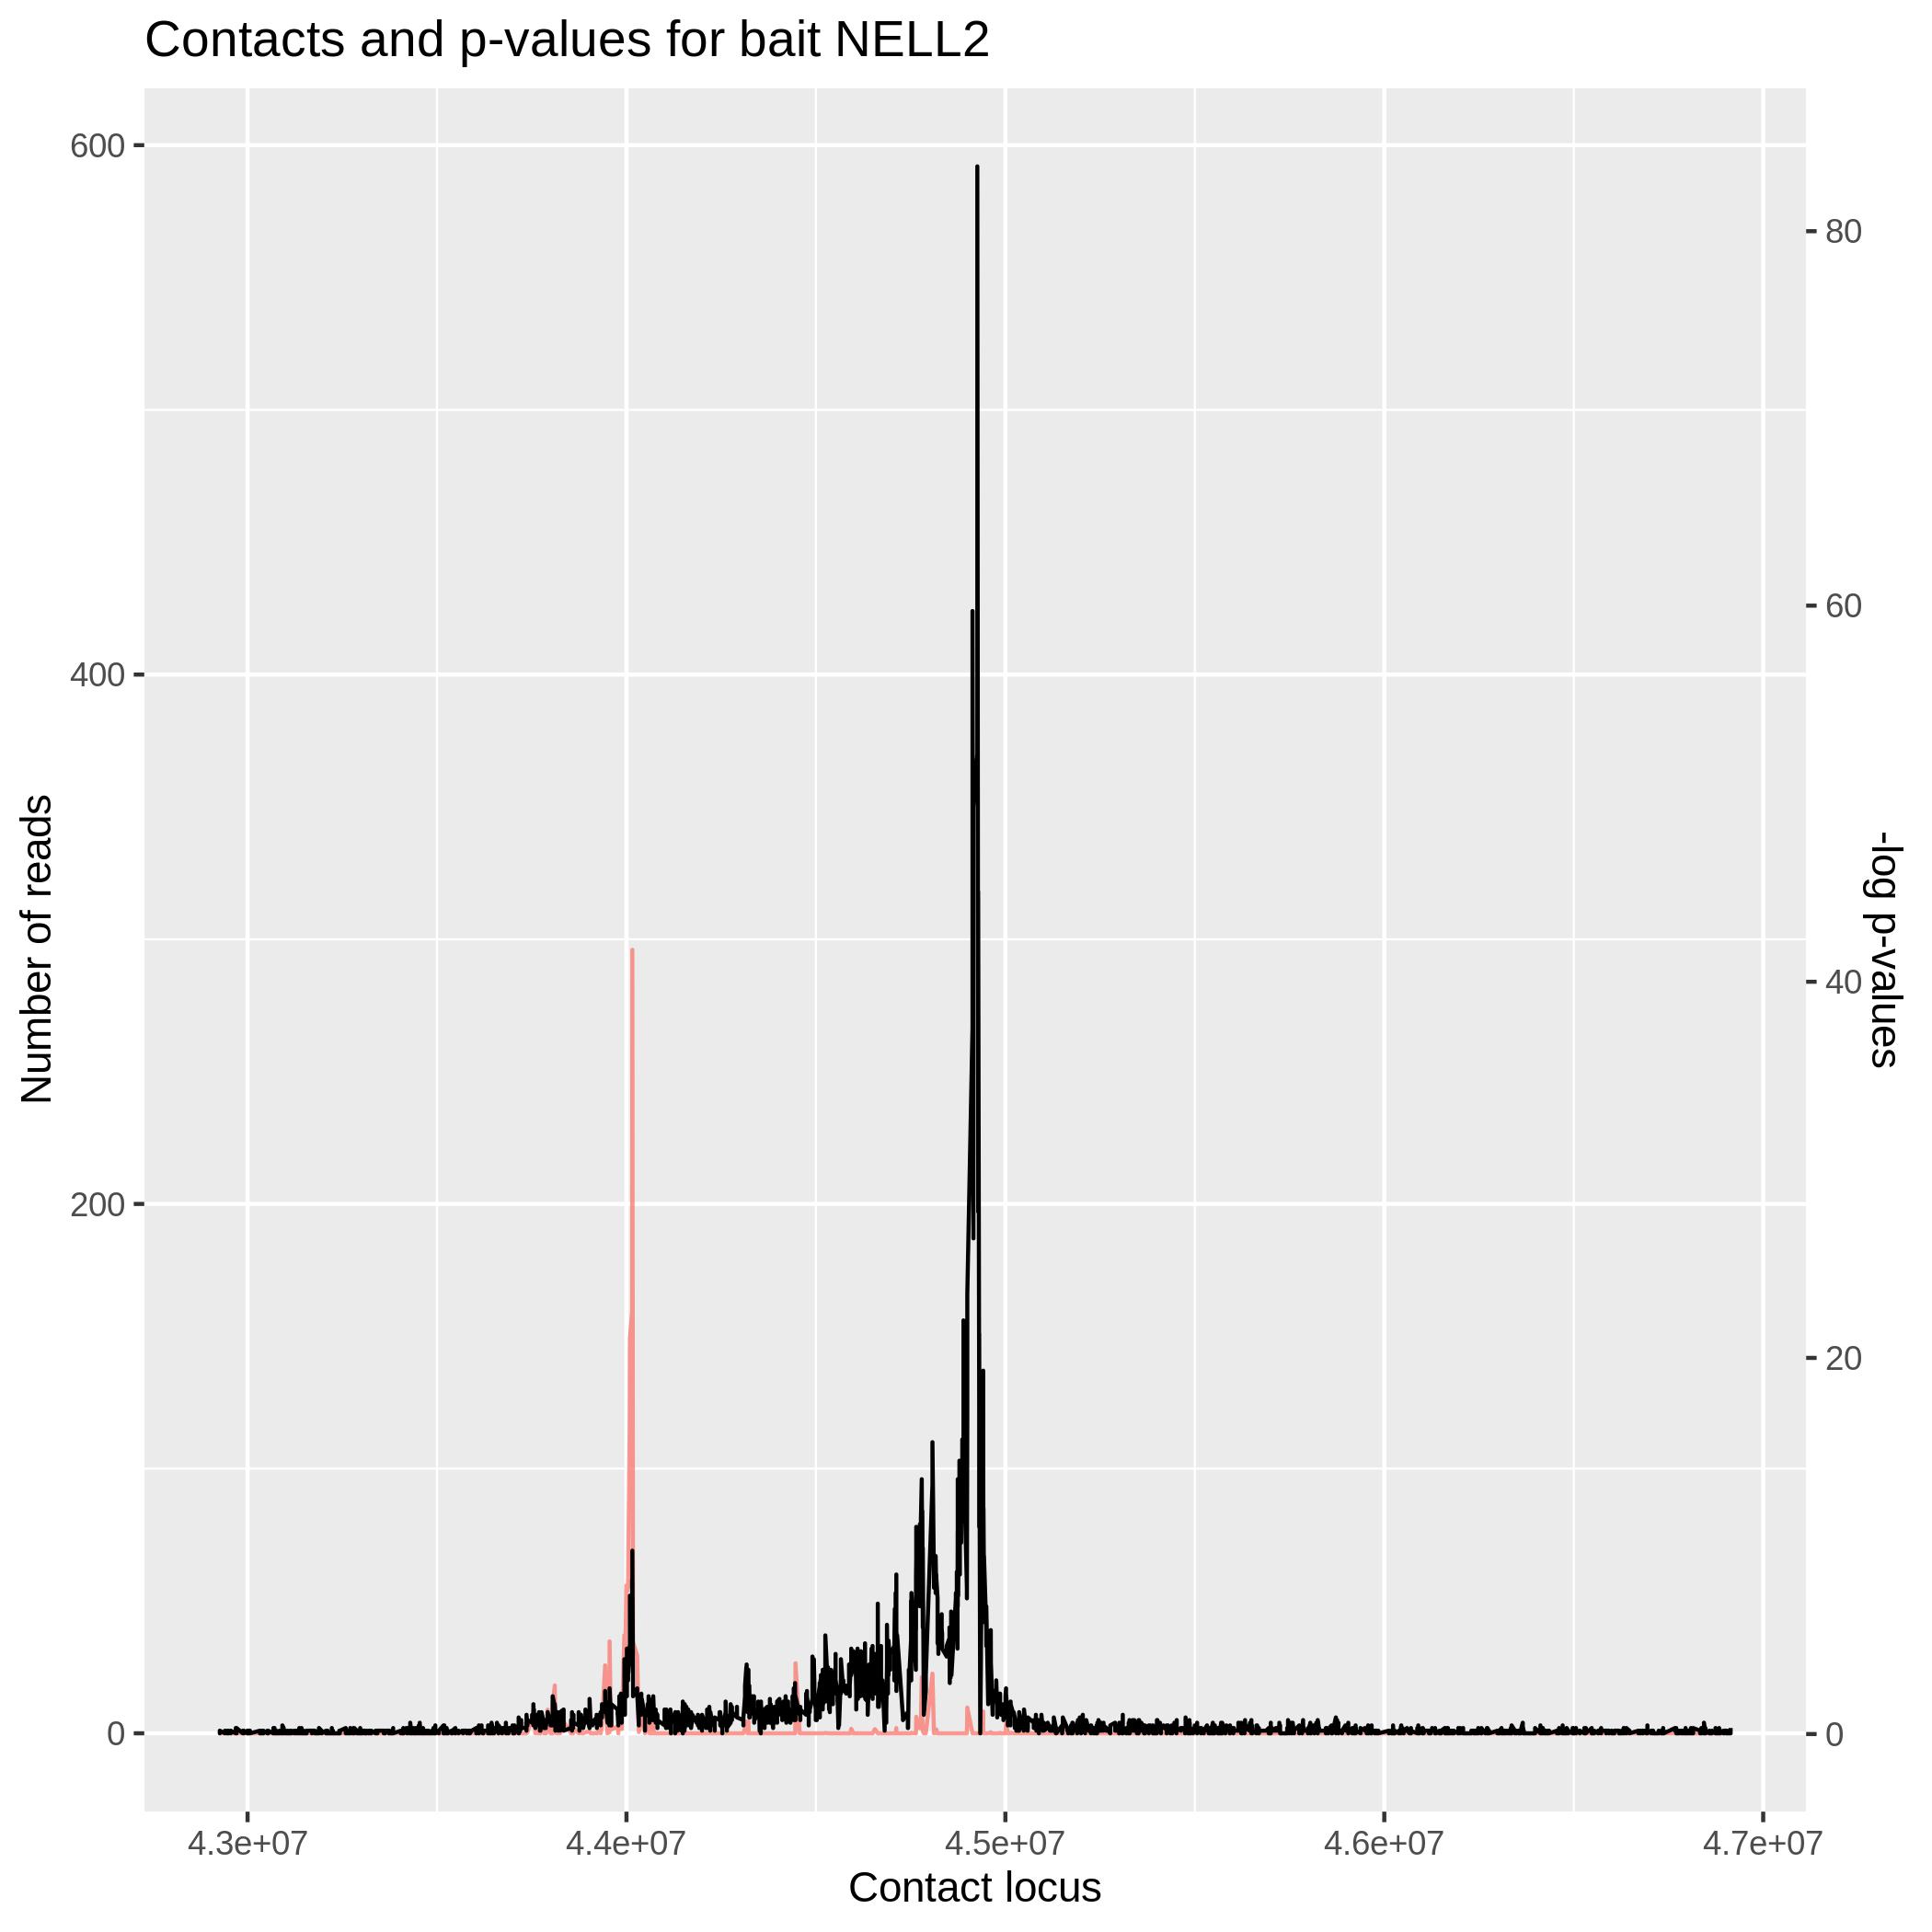 Contacts and p-values for bait NELL2
600
400
200
0
Number of reads
80
60
40
20
0
-log p-values
4.3e+07 4.4e+07 4.5e+07 4.6e+07 4.7e+07
Contact locus